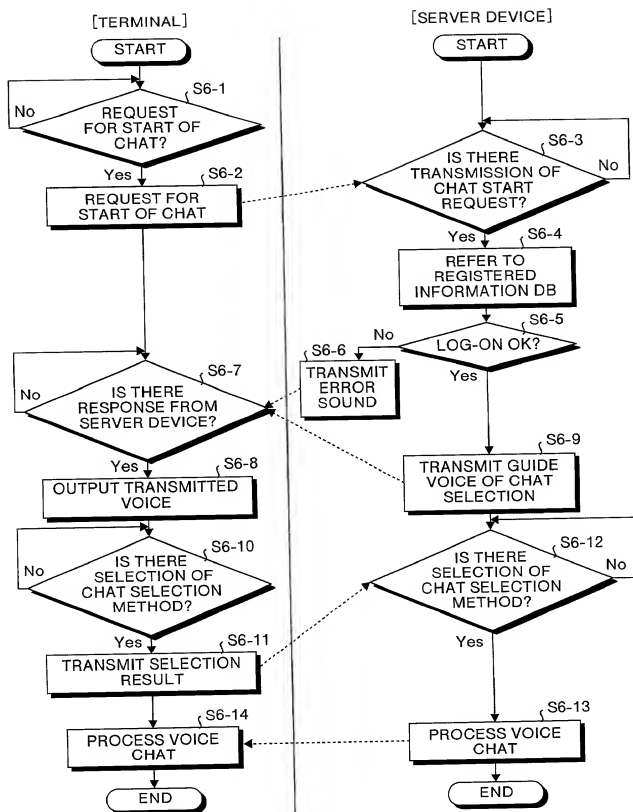 [TERMINAL]
START
S6-1
No
REQUEST
FOR START OF
CHAT?
Yes
S6-2
REQUEST FOR
START OF CHAT
S6-7
No
IS THERE
RESPONSE FROM
SERVER DEVICE?
Yes
S6-8
OUTPUT TRANSMITTED
VOICE
S6-10
No
IS THERE
SELECTION OF
CHAT SELECTION
METHOD?
Yes
S6-11
TRANSMIT SELECTION
RESULT
S6-14
PROCESS VOICE
CHAT
END
[SERVER DEVICE]
START
S6-3
IS THERE
TRANSMISSION OF
CHAT START
REQUEST?
No
Yes
S6-4
REFER TO
REGISTERED
INFORMATION DB
S6-5
No
LOG-ON OK?
S6-6
TRANSMIT
ERROR
SOUND
Yes
S6-9
TRANSMIT GUIDE
VOICE OF CHAT
SELECTION
S6-12
IS THERE
SELECTION OF
CHAT SELECTION
METHOD?
No
Yes
S6-13
PROCESS VOICE
CHAT
END